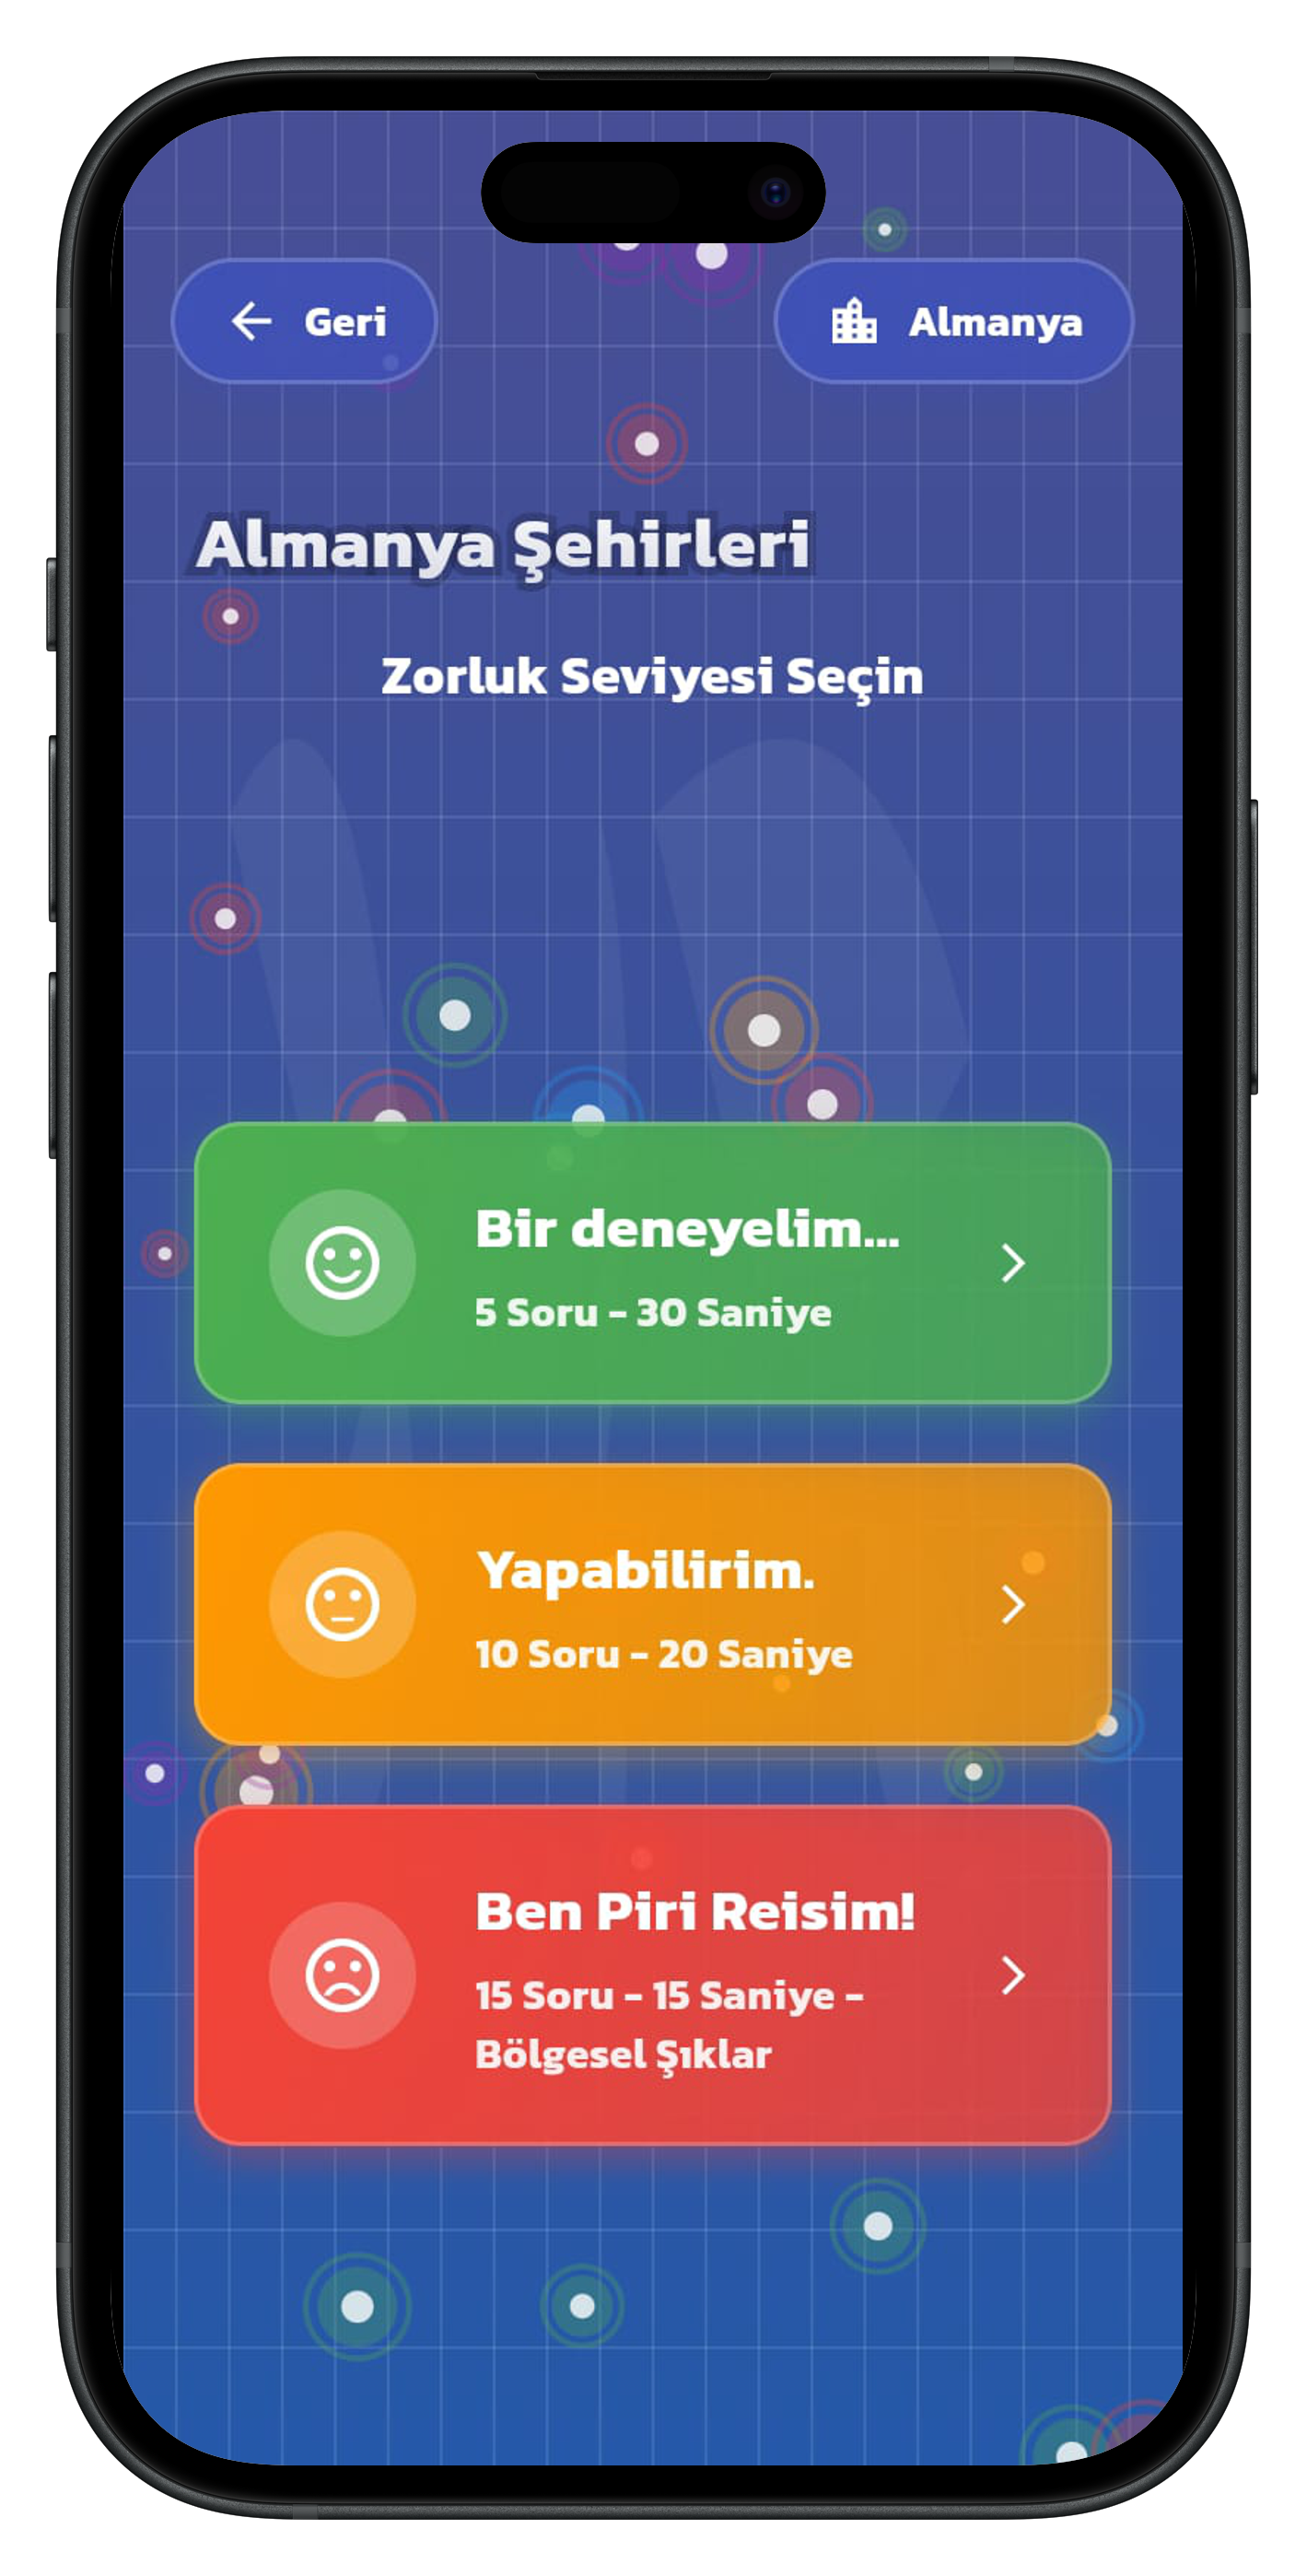 Geri
Almanya
Almanya Şehirleri
Zorluk Seviyesi Seçin
Bir deneyelim...
5 Soru - 30 Saniye
Yapabilirim.
10 Soru - 20 Saniye
Ben Piri Reisim!
15 Soru - 15 Saniye -
Bölgesel Şıklar